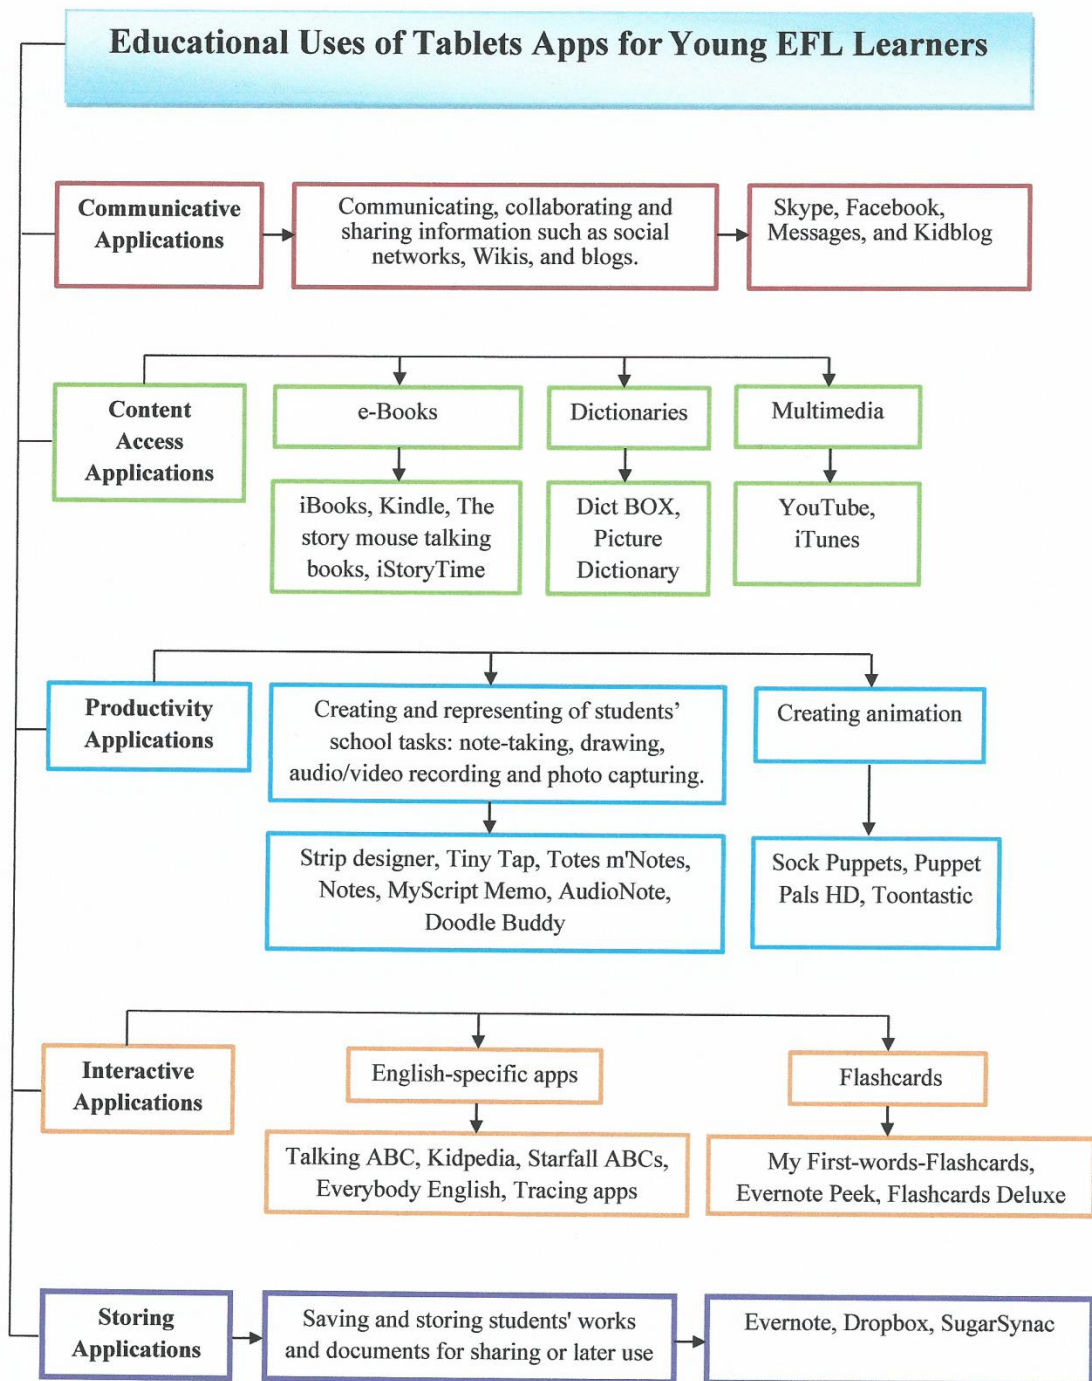 Educational Uses of Tablets Apps for Young EFL Learners
Communicative
Applications
Communicating, collaborating and
sharing information such as social
networks, Wikis, and blogs.
Skype, Facebook,
Messages, and Kidblog
Content
Access
Applications
e-Books
Dictionaries
Multimedia
iBooks, Kindle, The
story mouse talking
books, iStoryTime
Dict BOX,
Picture
Dictionary
YouTube,
iTunes
Productivity
Applications
Creating and representing of students’
school tasks: note-taking, drawing,
audio/video recording and photo capturing.
Creating animation
Strip designer, Tiny Tap, Totes m'Notes,
Notes, MyScript Memo, AudioNote,
Doodle Buddy
Sock Puppets, Puppet
Pals HD, Toontastic
Interactive
Applications
English-specific apps
Flashcards
Talking ABC, Kidpedia, Starfall ABCs,
Everybody English, Tracing apps
My First-words-Flashcards,
Evernote Peek, Flashcards Deluxe
Storing
Applications
Saving and storing students' works
and documents for sharing or later use
Evernote, Dropbox, SugarSynac